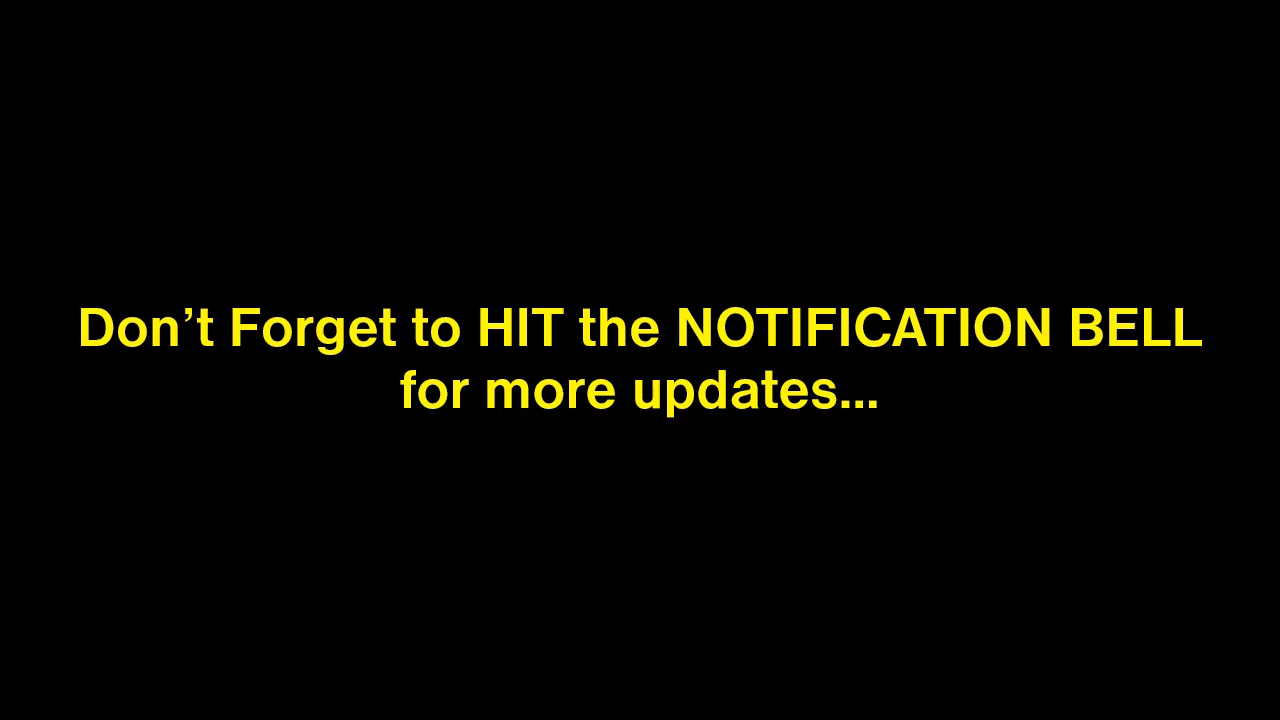 Don’t Forget to HIT the NOTIFICATION BELL
for more updates...